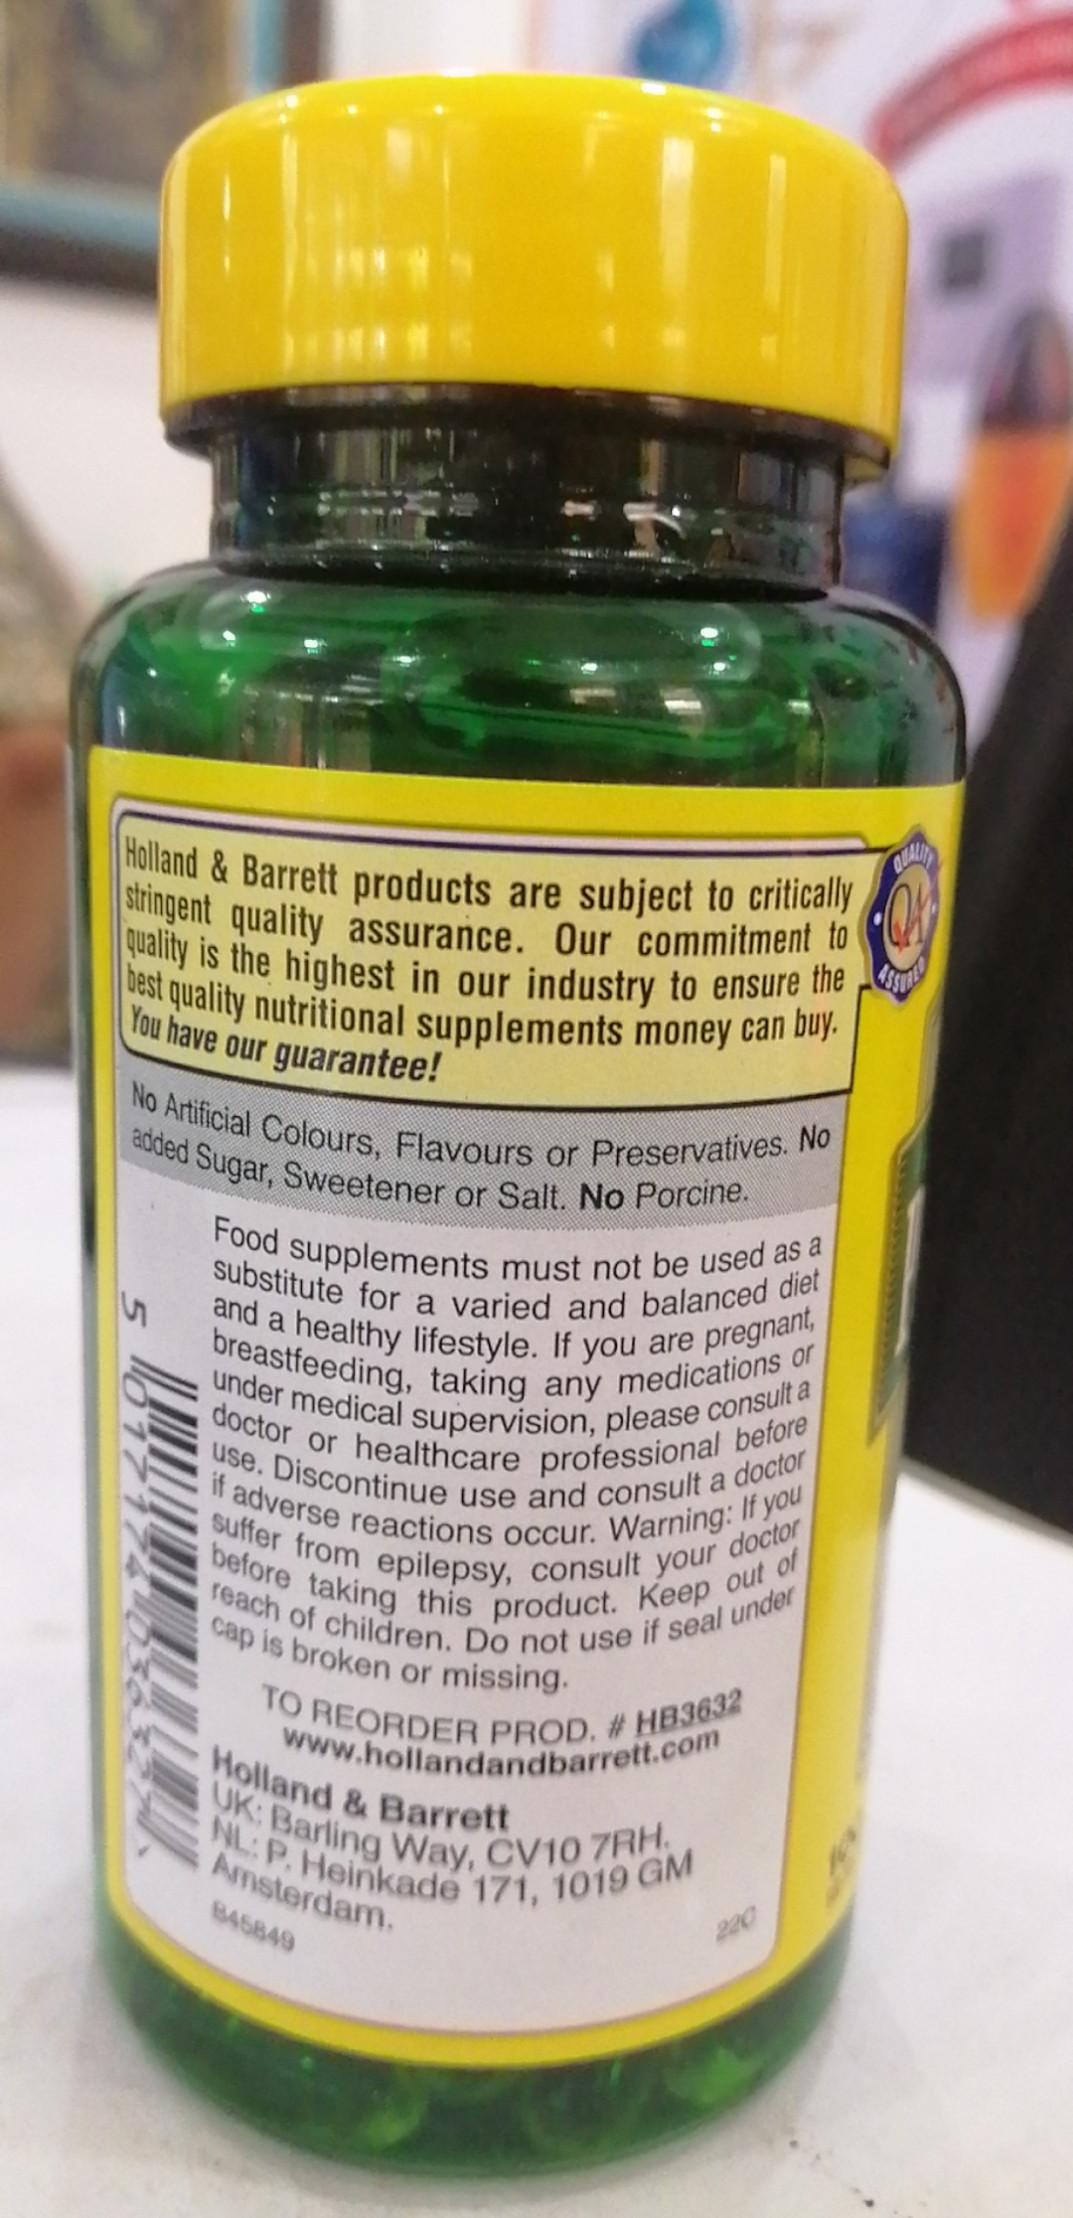 Holland & Barrett products are subject to critically
stringent quality assurance. Our commitment to
quality is the highest in our industry to ensure the
best quality nutritional supplements money can buy.
You have our guarantee!
QUALITY
QA
ASSURED
No Artificial Colours, Flavours or Preservatives. No
added Sugar, Sweetener or Salt. No Porcine.
Food supplements must not be used as a
substitute for a varied and balanced diet
and a healthy lifestyle. If you are pregnant,
breastfeeding, taking any medications or
under medical supervision, please consult a
doctor or healthcare professional before
use. Discontinue use and consult a doctor
if adverse reactions occur. Warning: If you
suffer from epilepsy, consult your doctor
before taking this product. Keep out of
reach of children. Do not use if seal under
cap is broken or missing.
TO REORDER PROD. # HB3632
www.hollandandbarrett.com
Holland & Barrett
UK: Barling Way, CV10 7RH.
NL: P. Heinkade 171, 1019 GM
Amsterdam.
B45849
22C
5 017174 036327